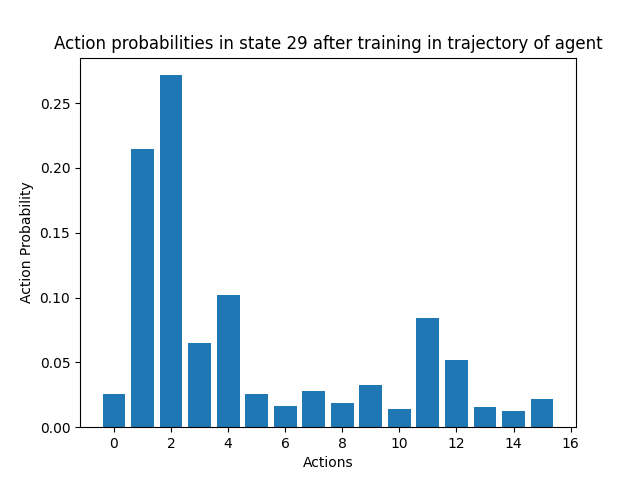 Action probabilities in state 29 after training in trajectory of agent
0.25
0.20
0.15
0.10
0.05
0.00
Action Probability
0 2 4 6 8 10 12 14 16
Actions